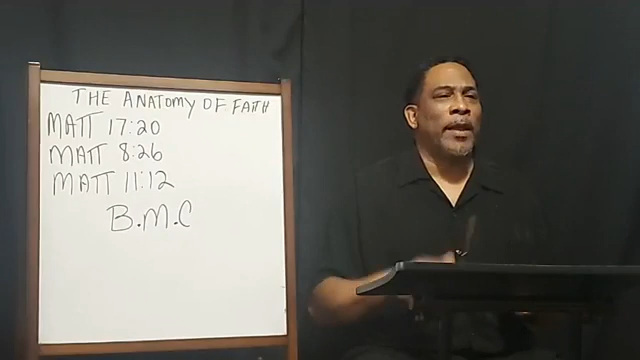 THE ANATOMY OF FAITH
MATT 17:20
MATT 8:26
MATT 11:12
B.M.C